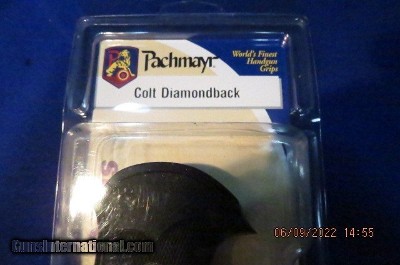 Pachmayr
World's Finest
Handgun
Grips
Colt Diamondback
S
06/09/2022 14:55
GunsInternational.com